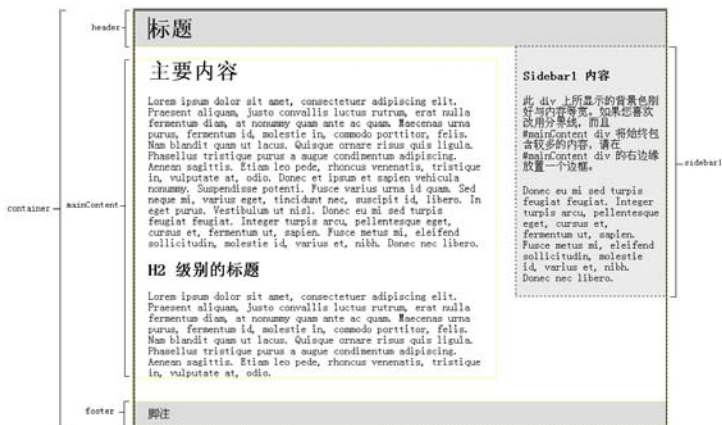 header
标题
container
mainContent
主要内容
Lorem ipsum dolor sit amet, consectetuer adipiscing elit.
Praesent aliquam, justo convallis luctus rutrum, erat nulla
fermentum diam, at nonummy quam ante ac quam. Maecenas urna
purus, fermentum id, molestie in, commodo porttitor, felis.
Nam blandit quam ut lacus. Quisque ornare risus quis ligula.
Phasellus tristique purus a augue condimentum adipiscing.
Aenean sagittis. Etiam leo pede, rhoncus venenatis, tristique
in, vulputate at, odio. Donec et ipsum et sapien vehicula
nonummy. Suspendisse potenti. Fusce varius urna id quam. Sed
neque mi, varius eget, tincidunt nec, suscipit id, libero. In
eget purus. Vestibulum ut nisl. Donec eu mi sed turpis
feugiat feugiat. Integer turpis arcu, pellentesque eget,
cursus et, fermentum ut, sapien. Fusce metus mi, eleifend
sollicitudin, molestie id, varius et, nibh. Donec nec libero.
H2 级别的标题
Lorem ipsum dolor sit amet, consectetuer adipiscing elit.
Praesent aliquam, justo convallis luctus rutrum, erat nulla
fermentum diam, at nonummy quam ante ac quam. Maecenas urna
purus, fermentum id, molestie in, commodo porttitor, felis.
Nam blandit quam ut lacus. Quisque ornare risus quis ligula.
Phasellus tristique purus a augue condimentum adipiscing.
Aenean sagittis. Etiam leo pede, rhoncus venenatis, tristique
in, vulputate at, odio.
Sidebar1 内容
此 div 上所显示的背景色刚
好与内容等宽。如果您喜欢
改用分界线，而且
#mainContent div 将始终包
含较多的内容，请在
#mainContent div 的右边缘
放置一个边框。
Donec eu mi sed turpis
feugiat feugiat. Integer
turpis arcu, pellentesque
eget, cursus et,
fermentum ut, sapien.
Fusce metus mi, eleifend
sollicitudin, molestie
id, varius et, nibh.
Donec nec libero.
sidebar1
footer
脚注